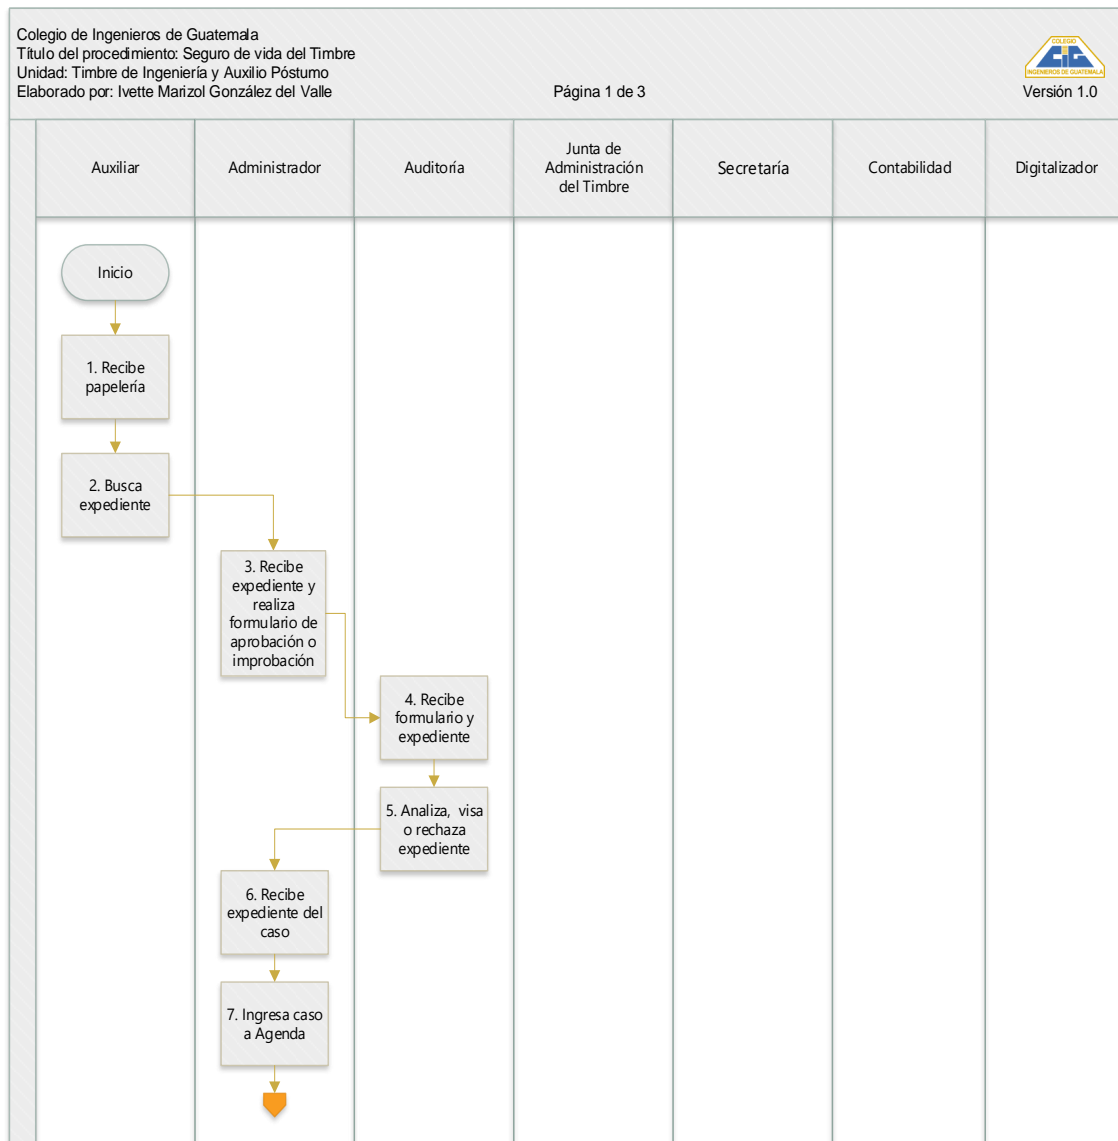 Colegio de Ingenieros de Guatemala
Título del procedimiento: Seguro de vida del Timbre
Unidad: Timbre de Ingeniería y Auxilio Póstumo
Elaborado por: Ivette Marizol González del Valle
Página 1 de 3
COLEGIO
CIG
INGENIEROS DE GUATEMALA
Versión 1.0
Auxiliar
Administrador
Auditoría
Junta de
Administración
del Timbre
Secretaría
Contabilidad
Digitalizador
Inicio
1. Recibe
papelería
2. Busca
expediente
3. Recibe
expediente y
realiza
formulario de
aprobación o
improbación
4. Recibe
formulario y
expediente
5. Analiza, visa
o rechaza
expediente
6. Recibe
expediente del
caso
7. Ingresa caso
a Agenda